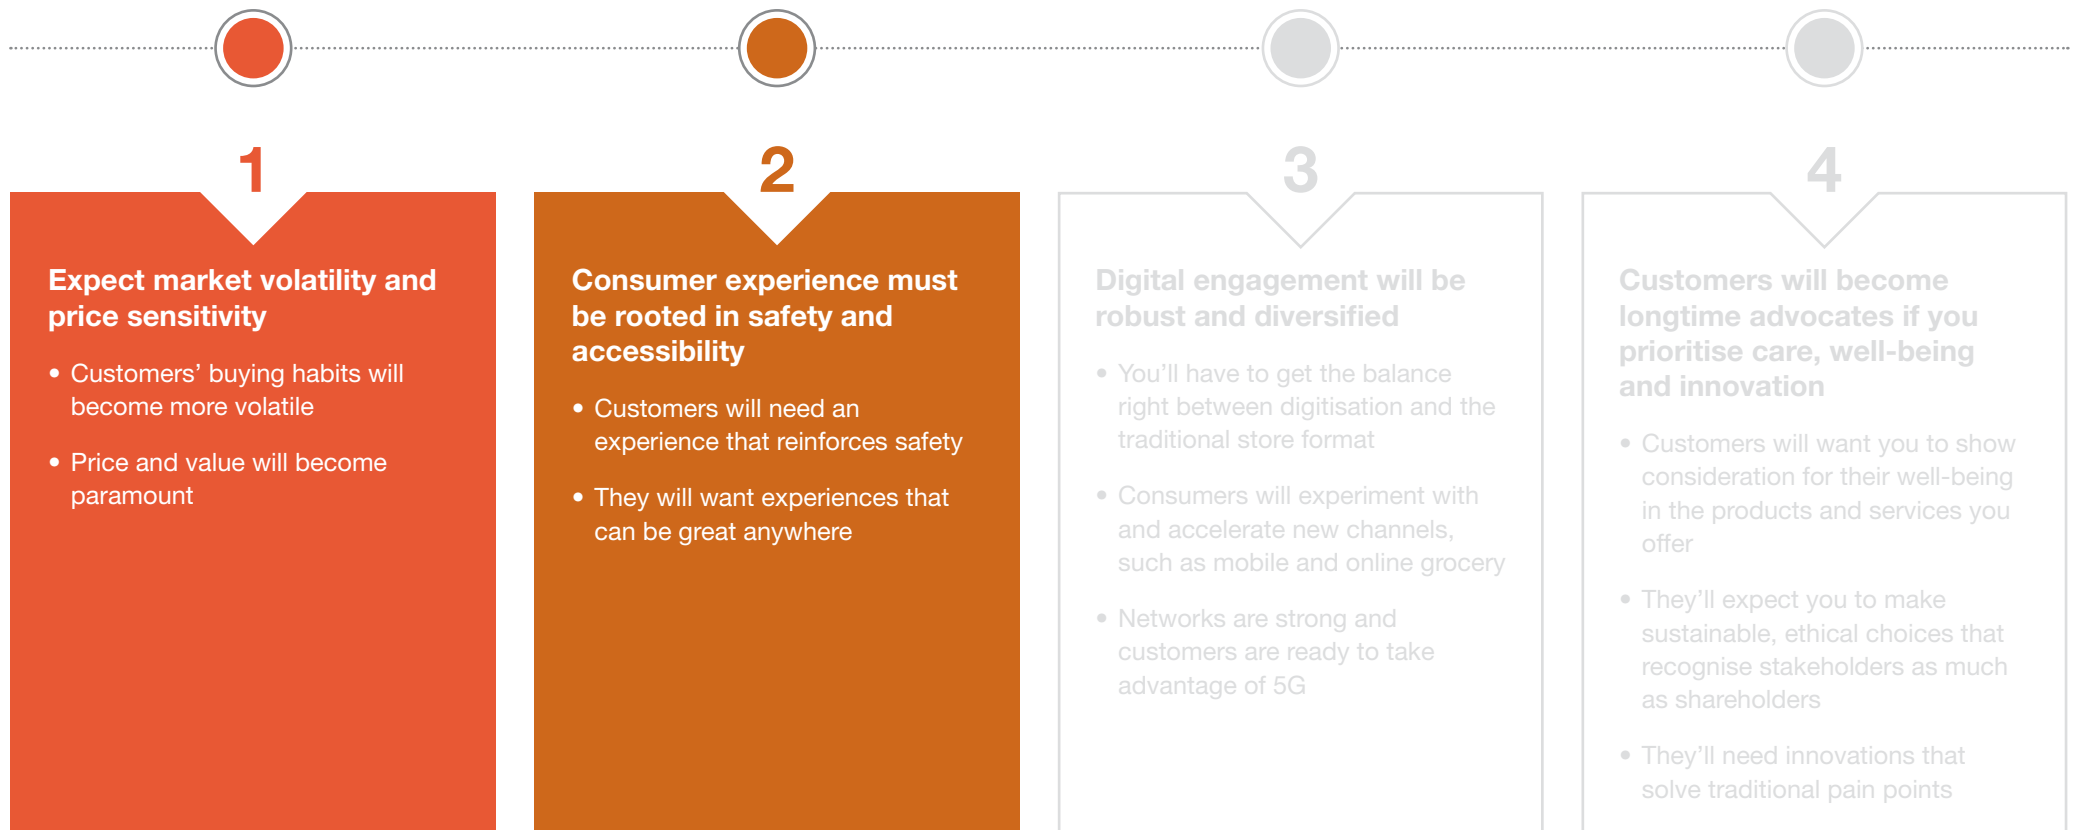 1
Expect market volatility and
price sensitivity
• Customers’ buying habits will
become more volatile
• Price and value will become
paramount
2
Consumer experience must
be rooted in safety and
accessibility
• Customers will need an
experience that reinforces safety
• They will want experiences that
can be great anywhere
3
Digital engagement will be
robust and diversified
• You’ll have to get the balance
right between digitisation and the
traditional store format
• Consumers will experiment with
and accelerate new channels,
such as mobile and online grocery
• Networks are strong and
customers are ready to take
advantage of 5G
4
Customers will become
longtime advocates if you
prioritise care, well-being
and innovation
• Customers will want you to show
consideration for their well-being
in the products and services you
offer
• They’ll expect you to make
sustainable, ethical choices that
recognise stakeholders as much
as shareholders
• They’ll need innovations that
solve traditional pain points